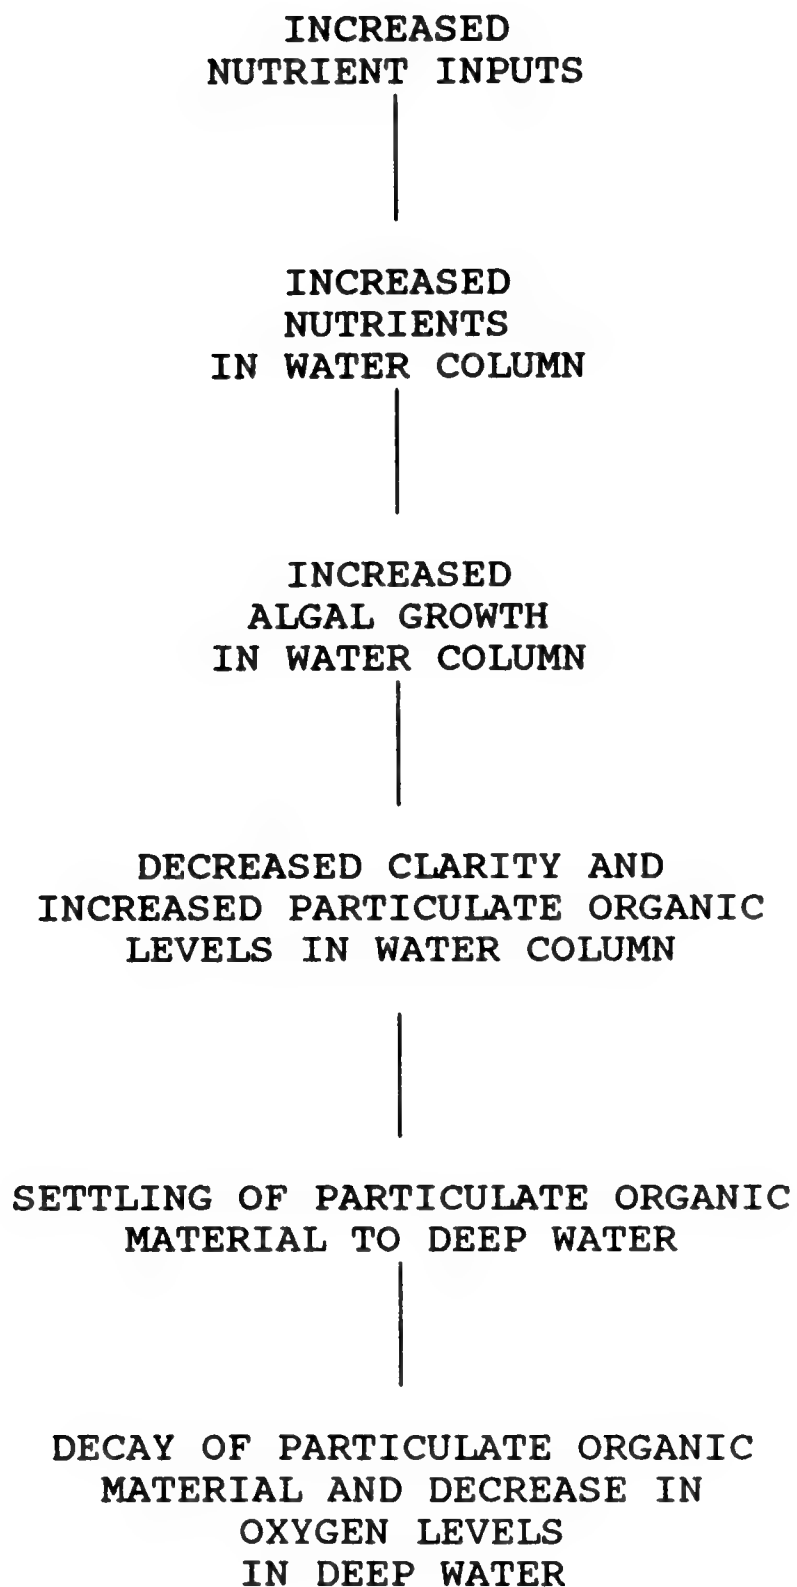 INCREASED
NUTRIENT INPUTS
INCREASED
NUTRIENTS
IN WATER COLUMN
INCREASED
ALGAL GROWTH
IN WATER COLUMN
DECREASED CLARITY AND
INCREASED PARTICULATE ORGANIC
LEVELS IN WATER COLUMN
SETTLING OF PARTICULATE ORGANIC
MATERIAL TO DEEP WATER
DECAY OF PARTICULATE ORGANIC
MATERIAL AND DECREASE IN
OXYGEN LEVELS
IN DEEP WATER